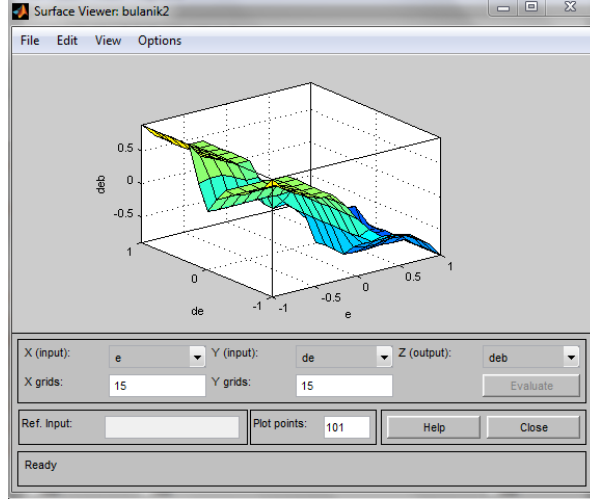 Surface Viewer: bulanik2
File Edit View Options
0.5
0
-0.5
deb
1
0
-1
de
-1
-0.5
0
0.5
1
e
X (input): e Y (input): de Z (output): deb
X grids: 15 Y grids: 15 Evaluate
Ref. Input: Plot points: 101 Help Close
Ready